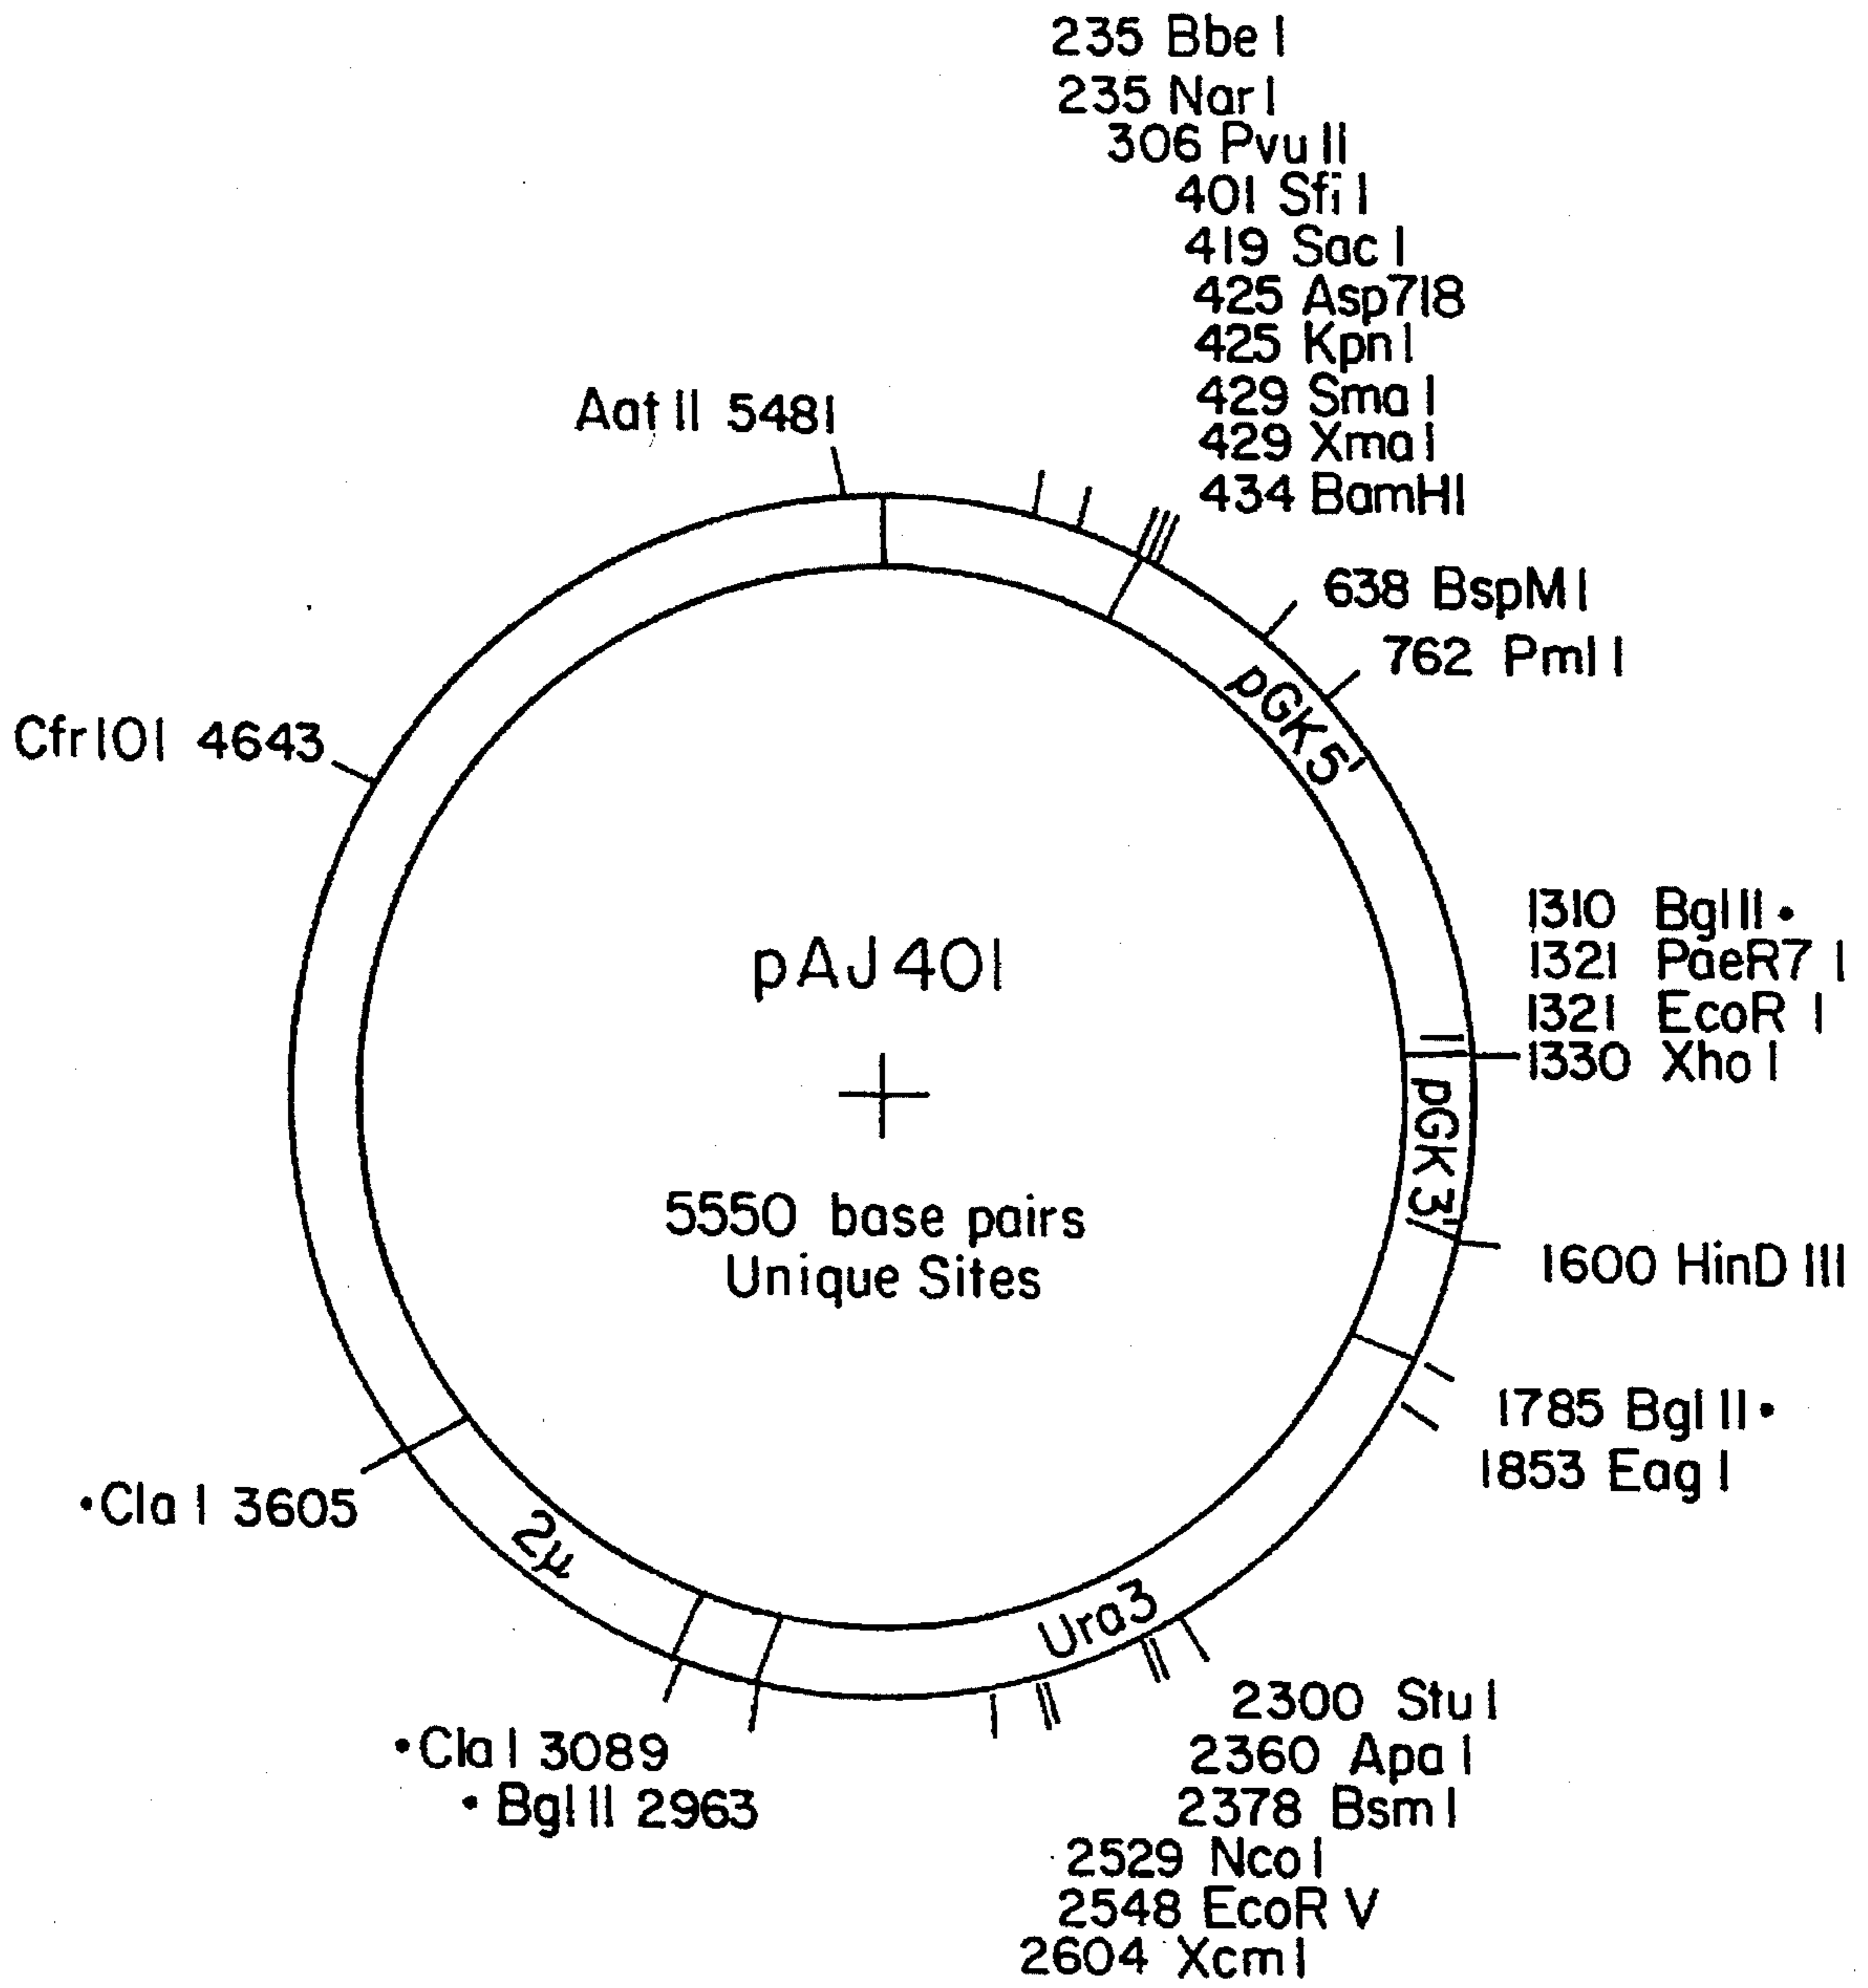 235 Bbe I
235 Nar I
306 Pvu II
401 Sfi I
419 Sac I
425 Asp718
425 Kpn I
429 Sma I
429 Xma I
434 BamHI
Aat II 5481
638 BspM I
762 Pml I
pGK5'
Cfr10 I 4643
1310 Bgl II •
1321 PaeR7 I
1321 EcoR I
1330 Xho I
pAJ401
pGK3'
5550 base pairs
Unique Sites
1600 HinD III
1785 Bgl II •
1853 Eag I
• Cla I 3605
2μ
Ura3
2300 Stu I
2360 Apa I
2378 Bsm I
2529 Nco I
2548 EcoR V
2604 Xcm I
• Cla I 3089
• Bgl II 2963